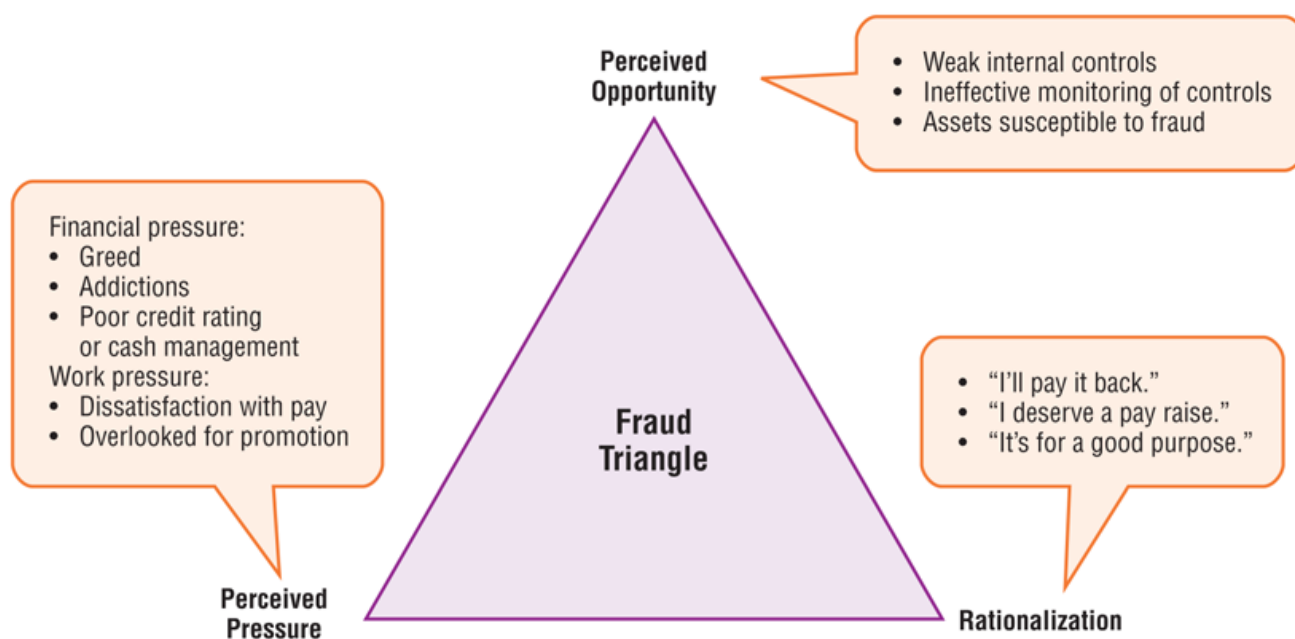 Perceived
Opportunity
• Weak internal controls
• Ineffective monitoring of controls
• Assets susceptible to fraud
Financial pressure:
• Greed
• Addictions
• Poor credit rating
or cash management
Work pressure:
• Dissatisfaction with pay
• Overlooked for promotion
Fraud
Triangle
• “I’ll pay it back.”
• “I deserve a pay raise.”
• “It’s for a good purpose.”
Perceived
Pressure
Rationalization